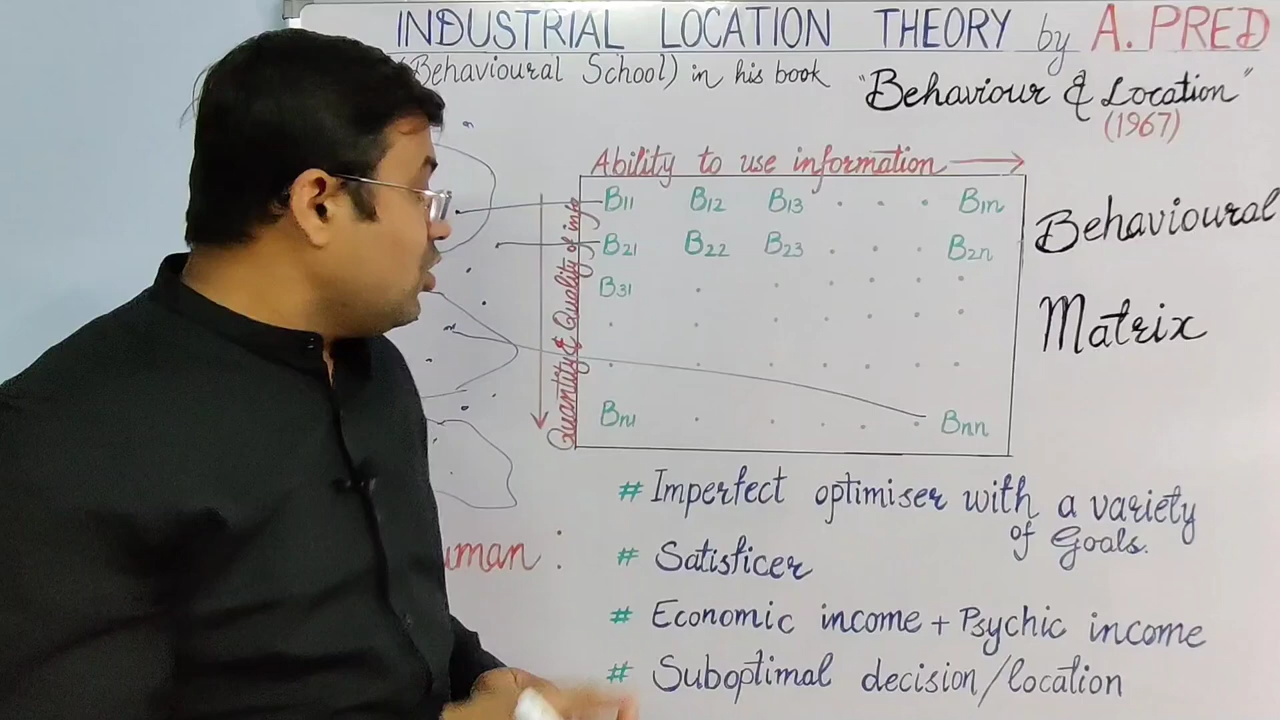 INDUSTRIAL LOCATION THEORY by A. PRED
(Behavioural School) in his book "Behaviour & Location"
(1967)
Ability to use information
Quantity & Quality of info
B11 B12 B13 . . . B1n
B21 B22 B23 . . . B2n
B31 . . . . . .
. . . . . . .
. . . . . . .
Bn1 . . . . . Bnn
Behavioural
Matrix
# Imperfect optimiser with a variety
of Goals.
uman :
# Satisficer
# Economic income + Psychic income
# Suboptimal decision/location